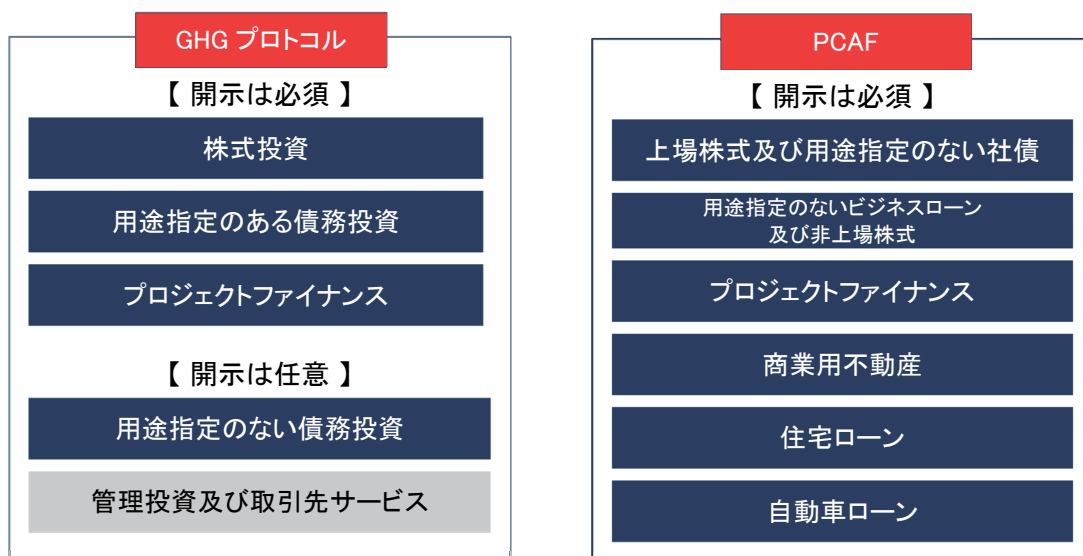 GHG プロトコル
【 開示は必須 】
株式投資
用途指定のある債務投資
プロジェクトファイナンス
【 開示は任意 】
用途指定のない債務投資
管理投資及び取引先サービス
PCAF
【 開示は必須 】
上場株式及び用途指定のない社債
用途指定のないビジネスローン
及び非上場株式
プロジェクトファイナンス
商業用不動産
住宅ローン
自動車ローン